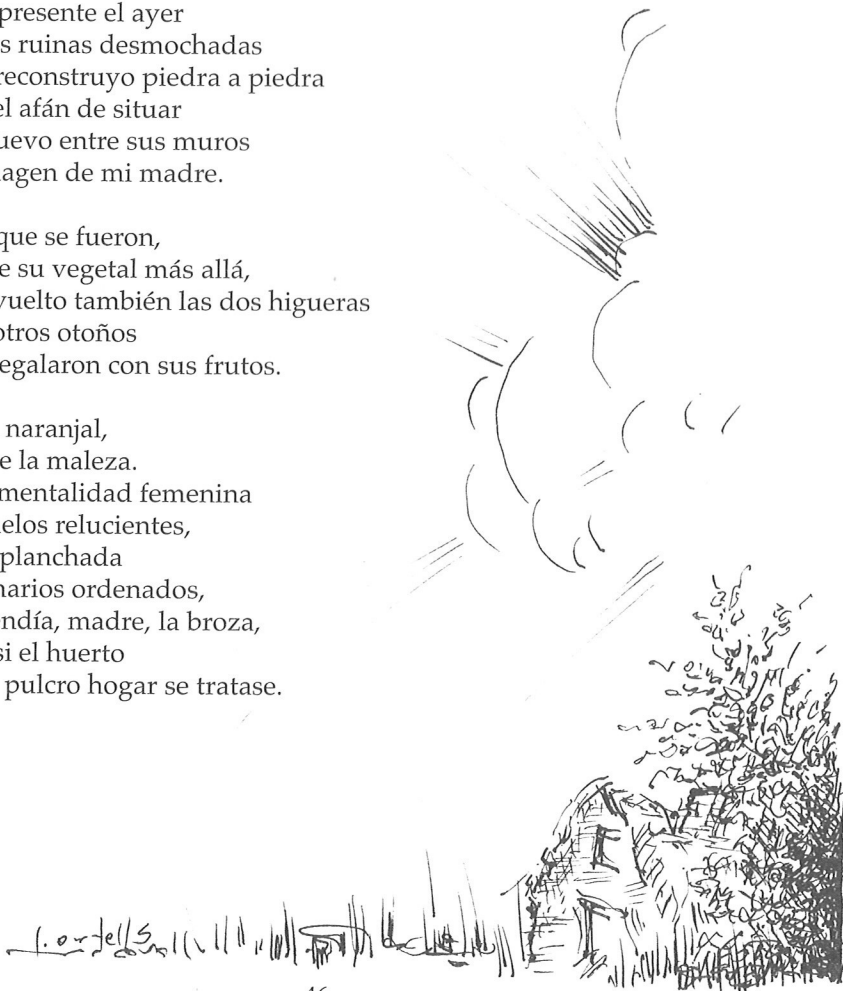 presente el ayer
s ruinas desmochadas
reconstruyo piedra a piedra
el afán de situar
uevo entre sus muros
agen de mi madre.
que se fueron,
e su vegetal más allá,
vuelto también las dos higueras
otros otoños
egalaron con sus frutos.
naranjal,
e la maleza.
mentalidad femenina
elos relucientes,
planchada
narios ordenados,
endía, madre, la broza,
si el huerto
pulcro hogar se tratase.
J. ortells